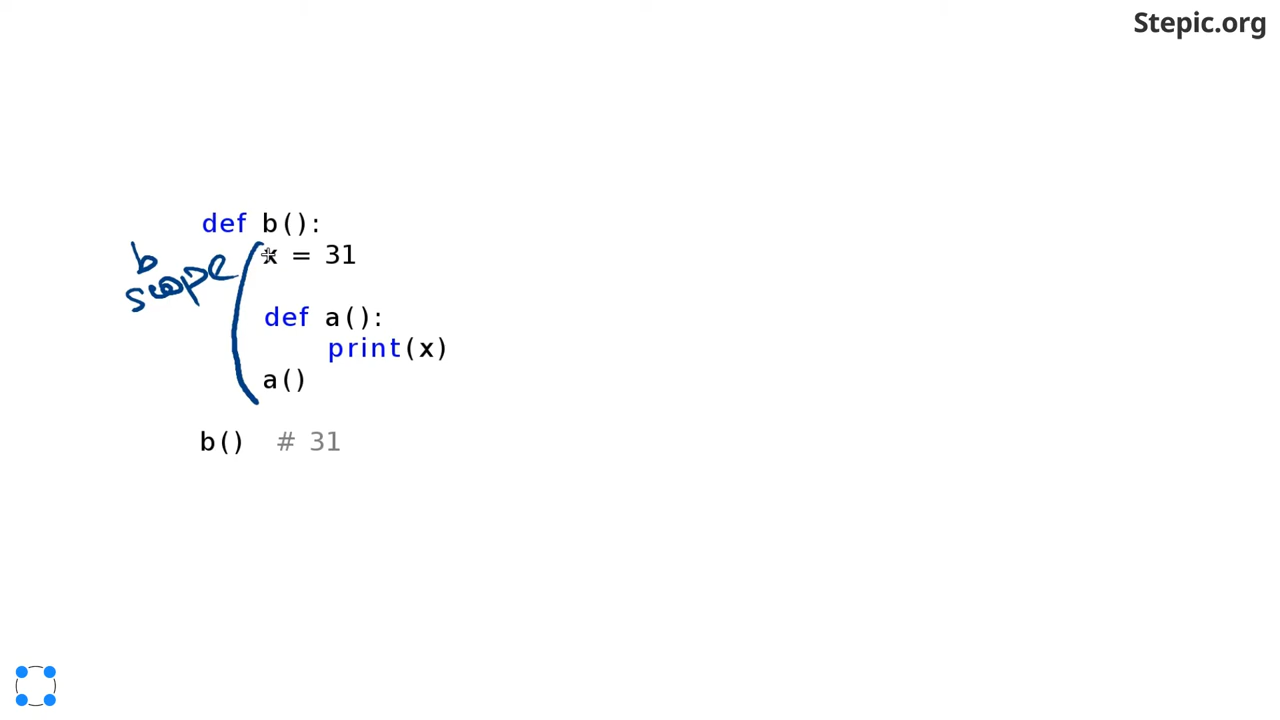 Stepic.org
def b():
x = 31
b
scope
def a():
print(x)
a()
b() # 31